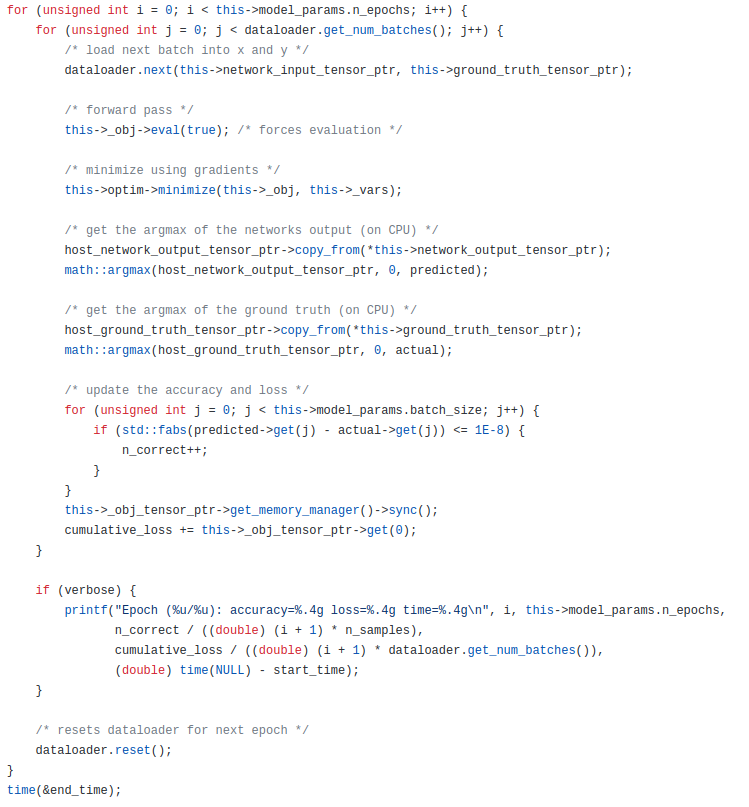 for (unsigned int i = 0; i < this->model_params.n_epochs; i++) {
    for (unsigned int j = 0; j < dataloader.get_num_batches(); j++) {
        /* load next batch into x and y */
        dataloader.next(this->network_input_tensor_ptr, this->ground_truth_tensor_ptr);

        /* forward pass */
        this->_obj->eval(true); /* forces evaluation */

        /* minimize using gradients */
        this->optim->minimize(this->_obj, this->_vars);

        /* get the argmax of the networks output (on CPU) */
        host_network_output_tensor_ptr->copy_from(*this->network_output_tensor_ptr);
        math::argmax(host_network_output_tensor_ptr, 0, predicted);

        /* get the argmax of the ground truth (on CPU) */
        host_ground_truth_tensor_ptr->copy_from(*this->ground_truth_tensor_ptr);
        math::argmax(host_ground_truth_tensor_ptr, 0, actual);

        /* update the accuracy and loss */
        for (unsigned int j = 0; j < this->model_params.batch_size; j++) {
            if (std::fabs(predicted->get(j) - actual->get(j)) <= 1E-8) {
                n_correct++;
            }
        }
        this->_obj_tensor_ptr->get_memory_manager()->sync();
        cumulative_loss += this->_obj_tensor_ptr->get(0);
    }

    if (verbose) {
        printf("Epoch (%u/%u): accuracy=%.4g loss=%.4g time=%.4g\n", i, this->model_params.n_epochs,
               n_correct / ((double) (i + 1) * n_samples),
               cumulative_loss / ((double) (i + 1) * dataloader.get_num_batches()),
               (double) time(NULL) - start_time);
    }

    /* resets dataloader for next epoch */
    dataloader.reset();
}
time(&end_time);